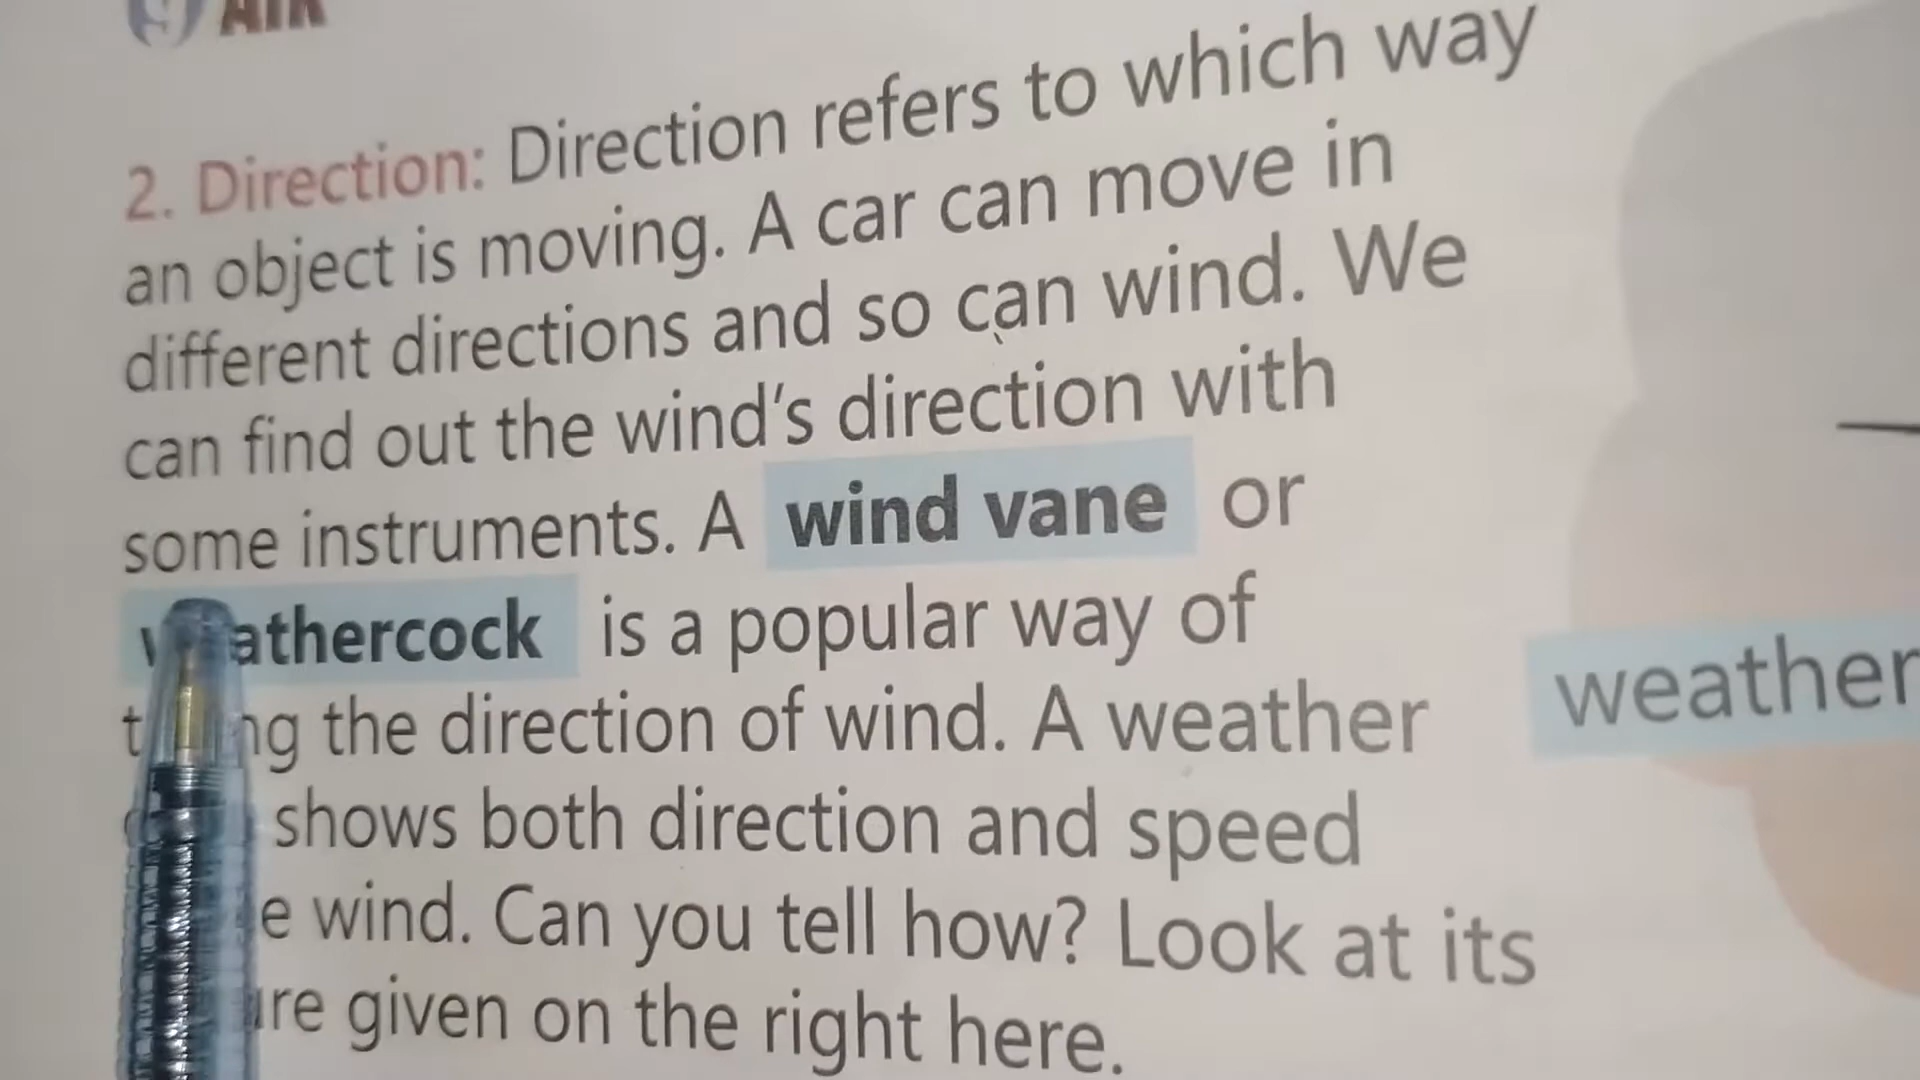 AIR
2. Direction: Direction refers to which way
an object is moving. A car can move in
different directions and so can wind. We
can find out the wind's direction with
some instruments. A wind vane or
weathercock is a popular way of
the direction of wind. A weather
shows both direction and speed
wind. Can you tell how? Look at its
given on the right here.
weather